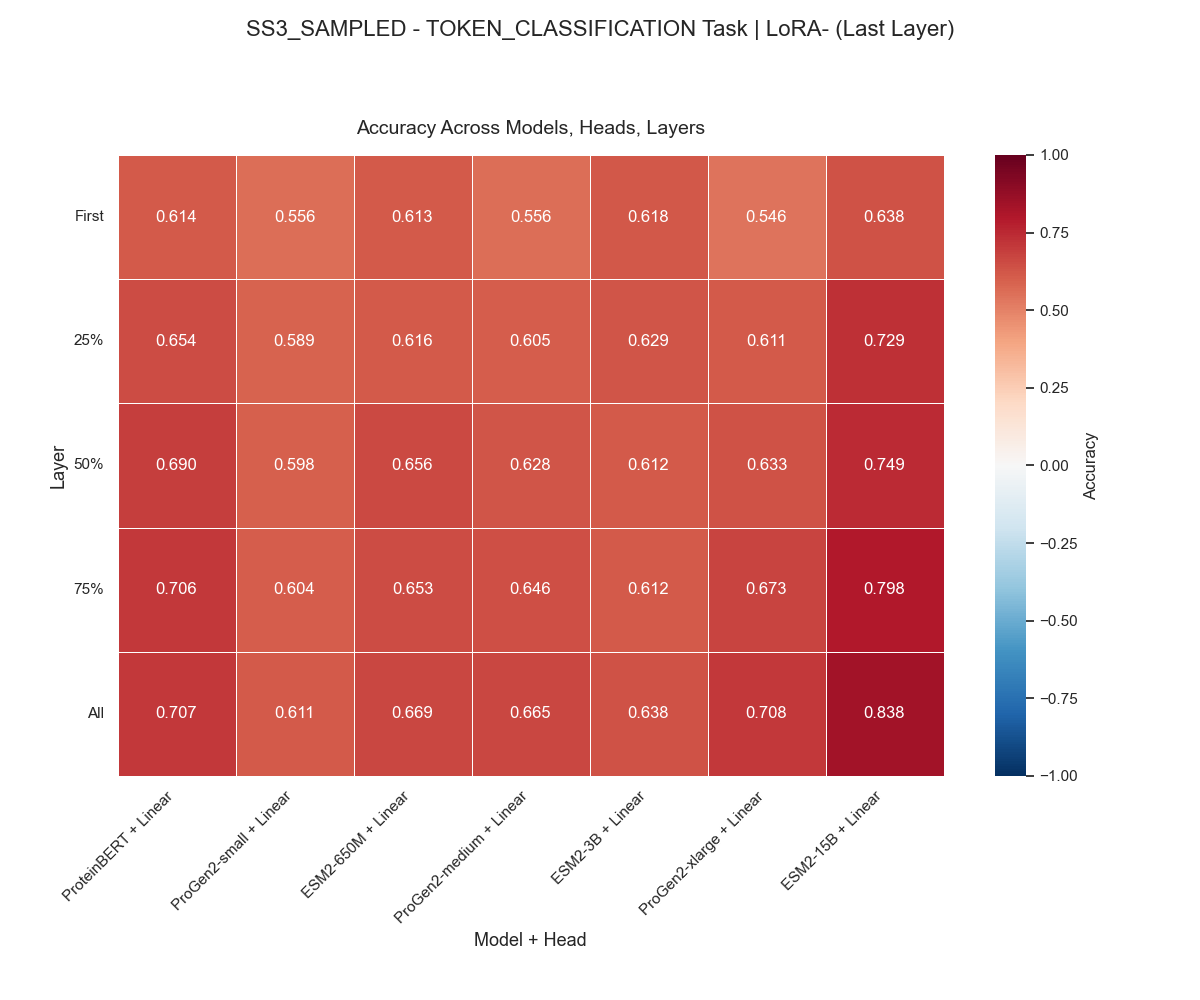 SS3_SAMPLED - TOKEN_CLASSIFICATION Task | LoRA- (Last Layer)
Accuracy Across Models, Heads, Layers
First 0.614 0.556 0.613 0.556 0.618 0.546 0.638
25% 0.654 0.589 0.616 0.605 0.629 0.611 0.729
50% 0.690 0.598 0.656 0.628 0.612 0.633 0.749
75% 0.706 0.604 0.653 0.646 0.612 0.673 0.798
All 0.707 0.611 0.669 0.665 0.638 0.708 0.838
Layer
ProteinBERT + Linear
ProGen2-small + Linear
ESM2-650M + Linear
ProGen2-medium + Linear
ESM2-3B + Linear
ProGen2-xlarge + Linear
ESM2-15B + Linear
Model + Head
1.00
0.75
0.50
0.25
0.00
−0.25
−0.50
−0.75
−1.00
Accuracy